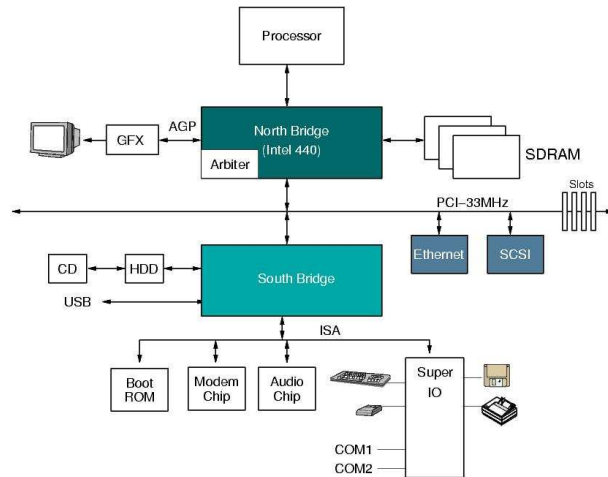 Processor
AGP
GFX
North Bridge
(Intel 440)
Arbiter
SDRAM
PCI-33MHz
Slots
Ethernet
SCSI
CD
HDD
South Bridge
USB
ISA
Boot
ROM
Modem
Chip
Audio
Chip
Super
IO
COM1
COM2